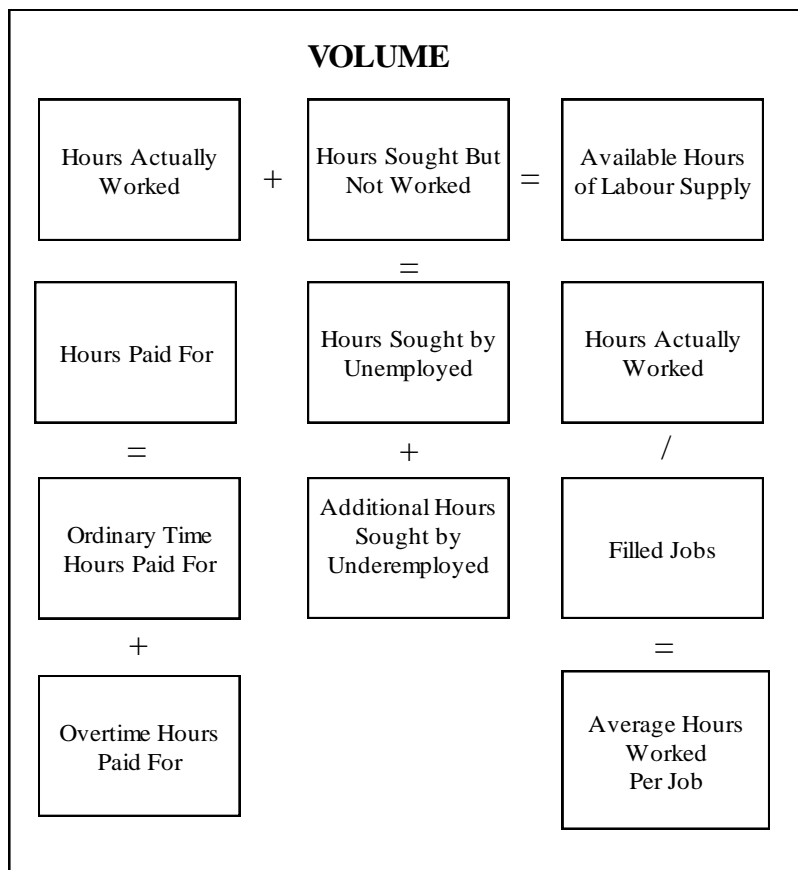 VOLUME
Hours Actually
Worked
+
Hours Sought But
Not Worked
=
Available Hours
of Labour Supply
=
Hours Paid For
Hours Sought by
Unemployed
Hours Actually
Worked
=
+
/
Ordinary Time
Hours Paid For
Additional Hours
Sought by
Underemployed
Filled Jobs
+
=
Overtime Hours
Paid For
Average Hours
Worked
Per Job